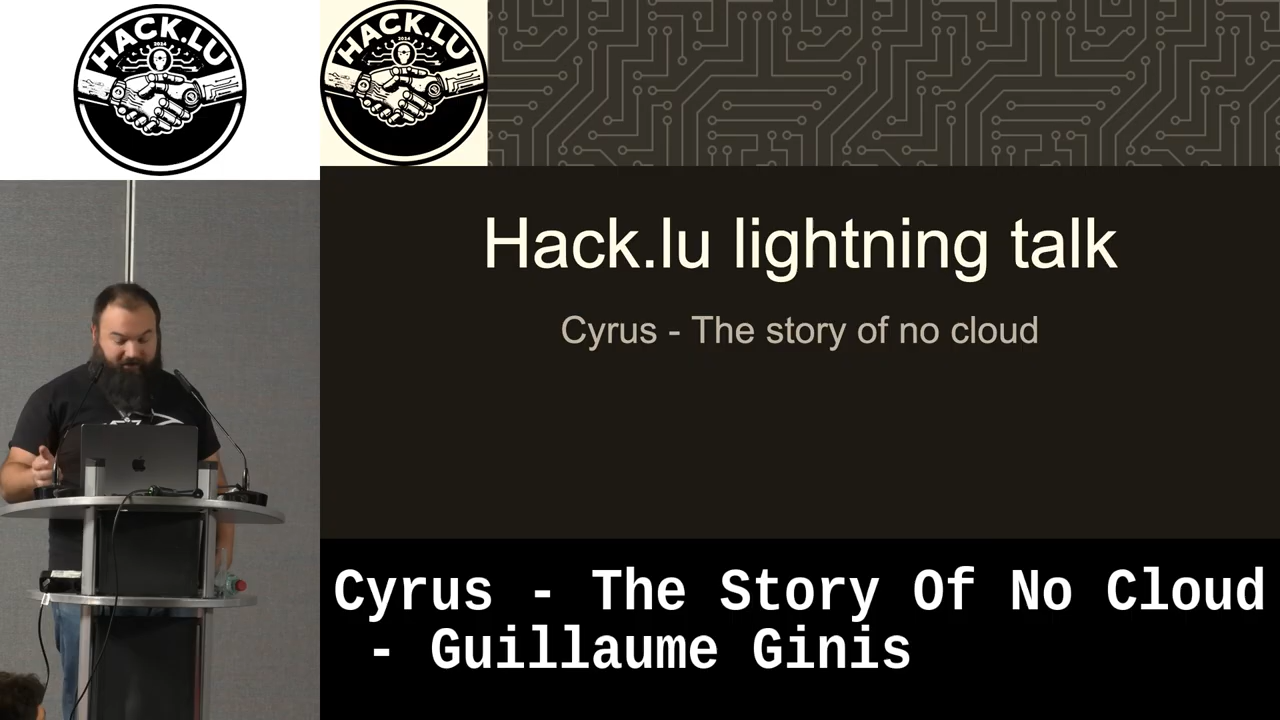 HACK.LU
2024
HACK.LU
2024
Hack.lu lightning talk
Cyrus - The story of no cloud
Cyrus - The Story Of No Cloud
- Guillaume Ginis